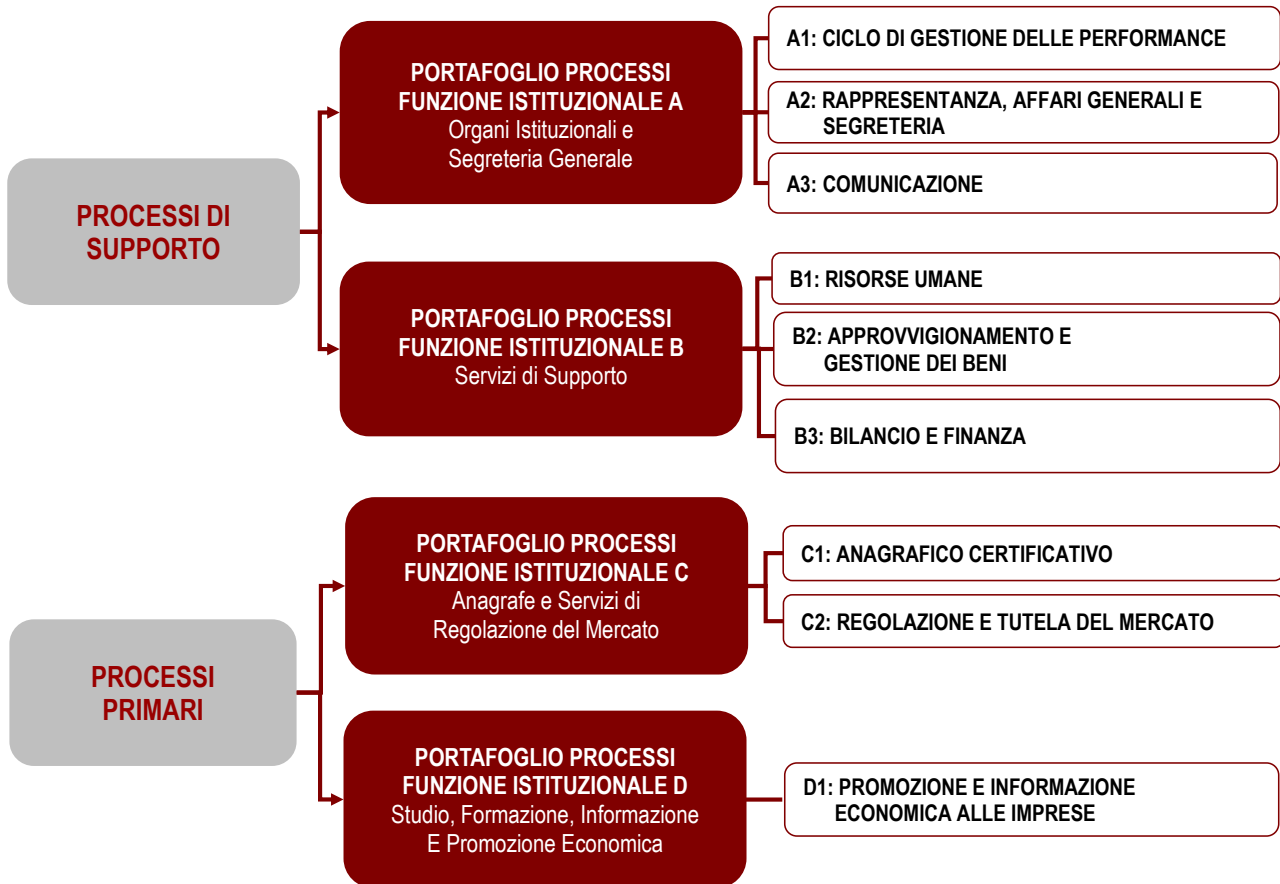 PROCESSI DI
SUPPORTO
PORTAFOGLIO PROCESSI
FUNZIONE ISTITUZIONALE A
Organi Istituzionali e
Segreteria Generale
A1: CICLO DI GESTIONE DELLE PERFORMANCE
A2: RAPPRESENTANZA, AFFARI GENERALI E
SEGRETERIA
A3: COMUNICAZIONE
PORTAFOGLIO PROCESSI
FUNZIONE ISTITUZIONALE B
Servizi di Supporto
B1: RISORSE UMANE
B2: APPROVVIGIONAMENTO E
GESTIONE DEI BENI
B3: BILANCIO E FINANZA
PROCESSI
PRIMARI
PORTAFOGLIO PROCESSI
FUNZIONE ISTITUZIONALE C
Anagrafe e Servizi di
Regolazione del Mercato
C1: ANAGRAFICO CERTIFICATIVO
C2: REGOLAZIONE E TUTELA DEL MERCATO
PORTAFOGLIO PROCESSI
FUNZIONE ISTITUZIONALE D
Studio, Formazione, Informazione
E Promozione Economica
D1: PROMOZIONE E INFORMAZIONE
ECONOMICA ALLE IMPRESE